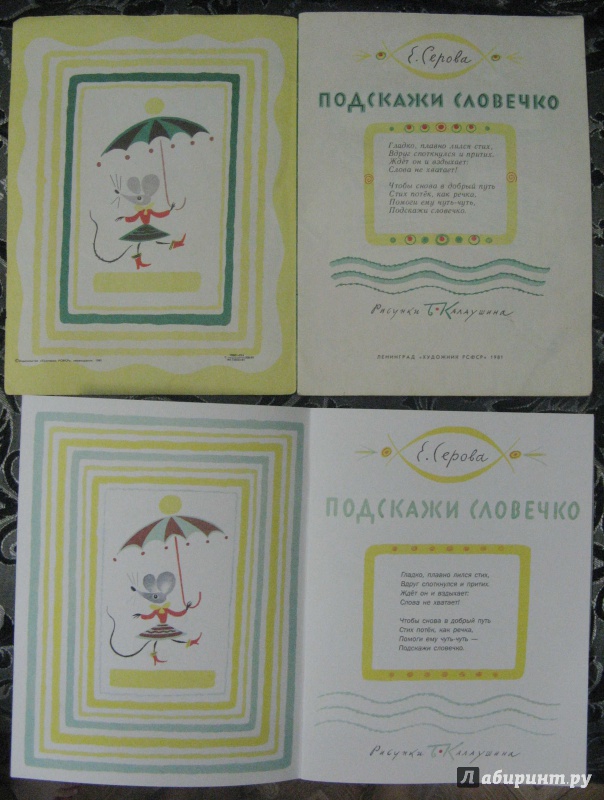 Е. Серова
ПОДСКАЖИ СЛОВЕЧКО
Гладко, плавно лился стих,
Вдруг споткнулся и притих.
Ждёт он и вздыхает:
Слова не хватает!
Чтобы снова в добрый путь
Стих потёк, как речка,
Помоги ему чуть-чуть,
Подскажи словечко.
Рисунки Б. Калаушина
ЛЕНИНГРАД «ХУДОЖНИК РСФСР» 1981
Е. Серова
ПОДСКАЖИ СЛОВЕЧКО
Гладко, плавно лился стих,
Вдруг споткнулся и притих.
Ждёт он и вздыхает:
Слова не хватает!
Чтобы снова в добрый путь
Стих потёк, как речка,
Помоги ему чуть-чуть —
Подскажи словечко.
Рисунки Б. Калаушина
Лабиринт.ру